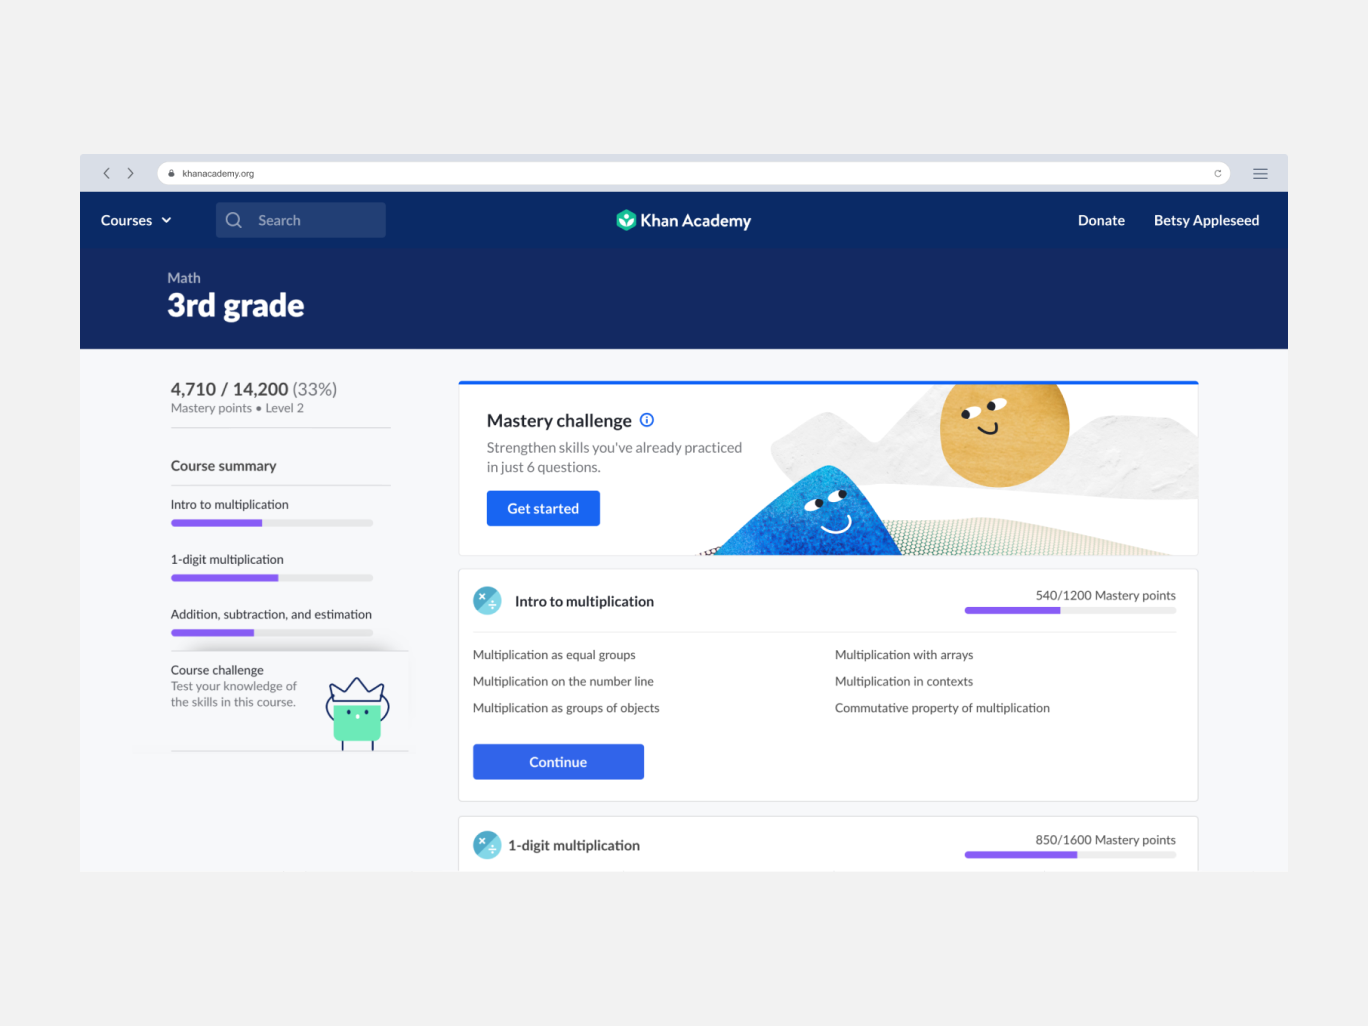 khanacademy.org
Courses
Search
Khan Academy
Donate
Betsy Appleseed
Math
3rd grade
4,710 / 14,200 (33%)
Mastery points • Level 2
Course summary
Intro to multiplication
1-digit multiplication
Addition, subtraction, and estimation
Course challenge
Test your knowledge of
the skills in this course.
Mastery challenge
Strengthen skills you've already practiced
in just 6 questions.
Get started
Intro to multiplication
540/1200 Mastery points
Multiplication as equal groups
Multiplication on the number line
Multiplication as groups of objects
Multiplication with arrays
Multiplication in contexts
Commutative property of multiplication
Continue
1-digit multiplication
850/1600 Mastery points